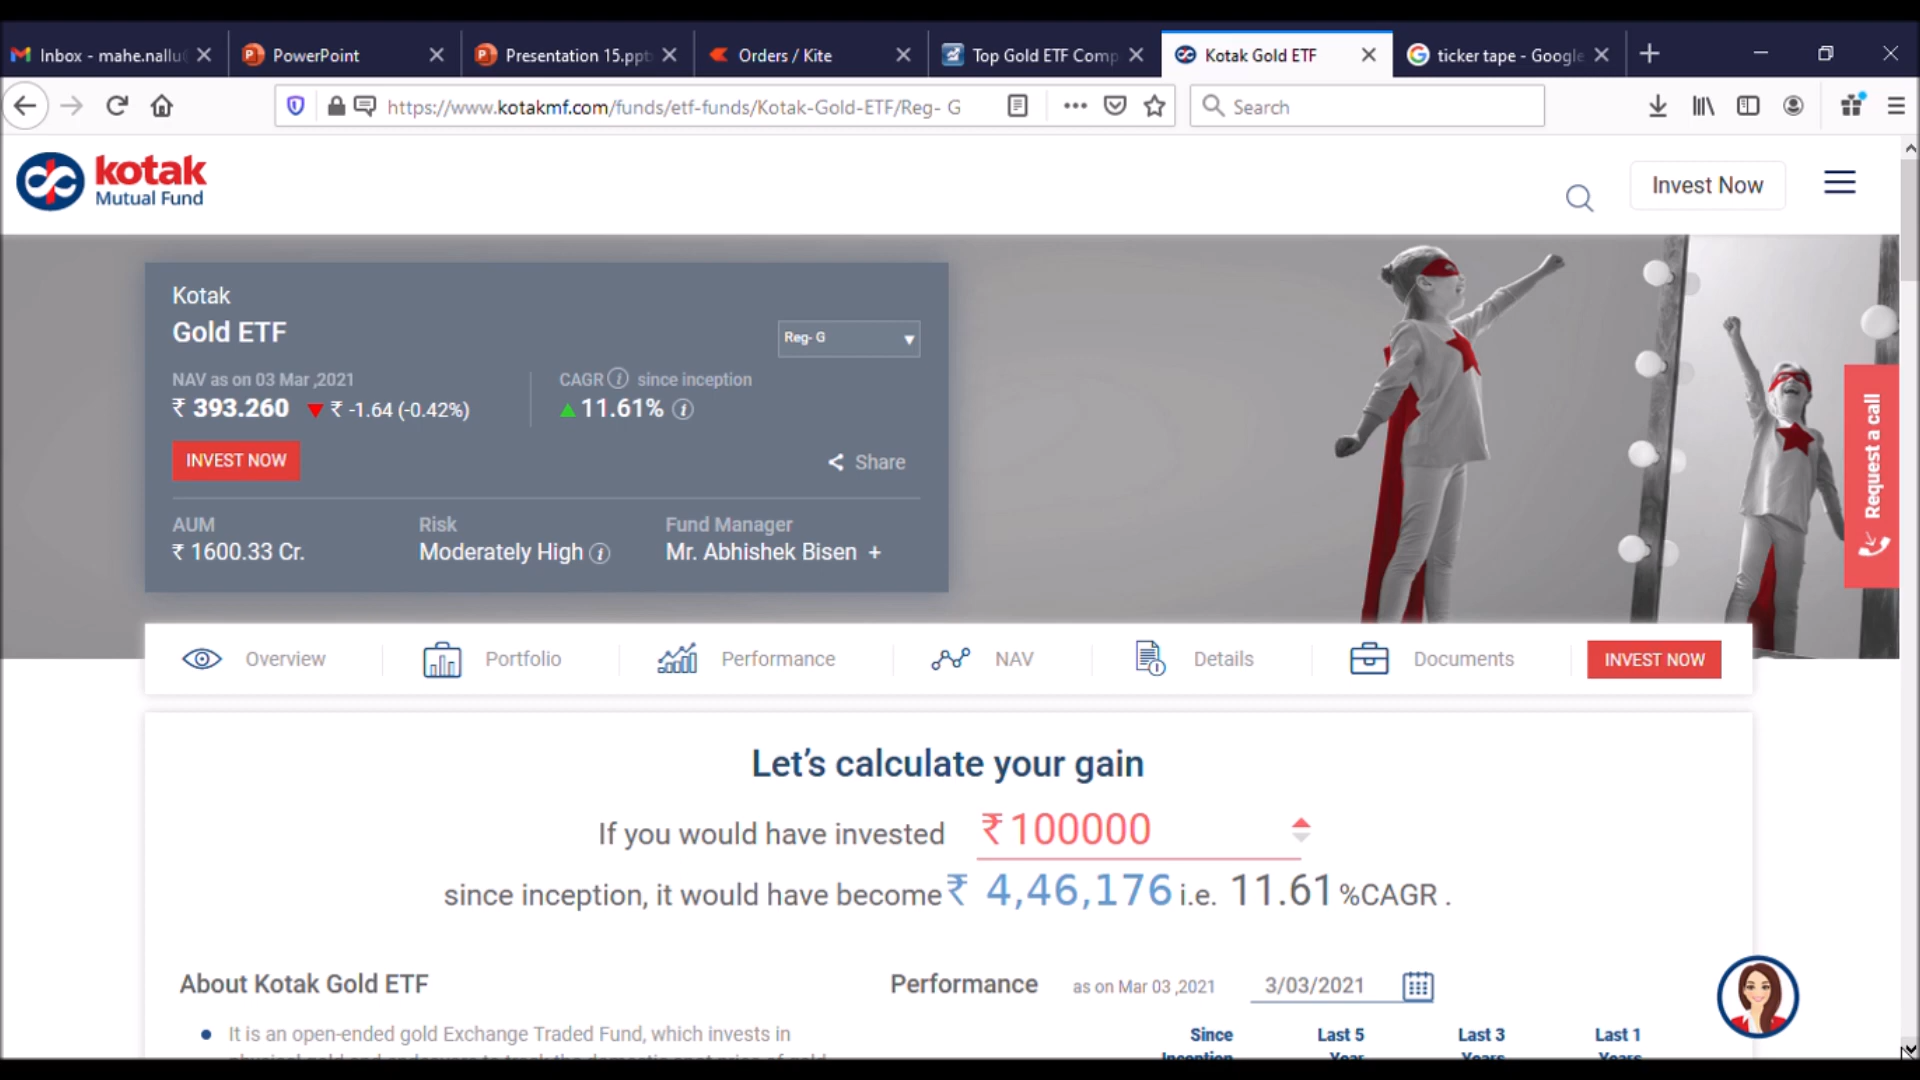 Inbox - mahe.nallu
PowerPoint
Presentation 15.ppt
Orders / Kite
Top Gold ETF Comp
Kotak Gold ETF
ticker tape - Google
https://www.kotakmf.com/funds/etf-funds/Kotak-Gold-ETF/Reg- G
Search
kotak
Mutual Fund
Invest Now
Kotak
Gold ETF
Reg- G
NAV as on 03 Mar ,2021
CAGR i since inception
₹ 393.260 ▼ ₹ -1.64 (-0.42%)
▲ 11.61% i
INVEST NOW
Share
AUM
Risk
Fund Manager
₹ 1600.33 Cr.
Moderately High i
Mr. Abhishek Bisen +
Request a call
Overview
Portfolio
Performance
NAV
Details
Documents
INVEST NOW
Let’s calculate your gain
If you would have invested ₹ 100000
since inception, it would have become ₹ 4,46,176 i.e. 11.61 %CAGR .
About Kotak Gold ETF
Performance as on Mar 03 ,2021 3/03/2021
• It is an open-ended gold Exchange Traded Fund, which invests in
Since
Last 5
Last 3
Last 1
Inception
Year
Years
Years